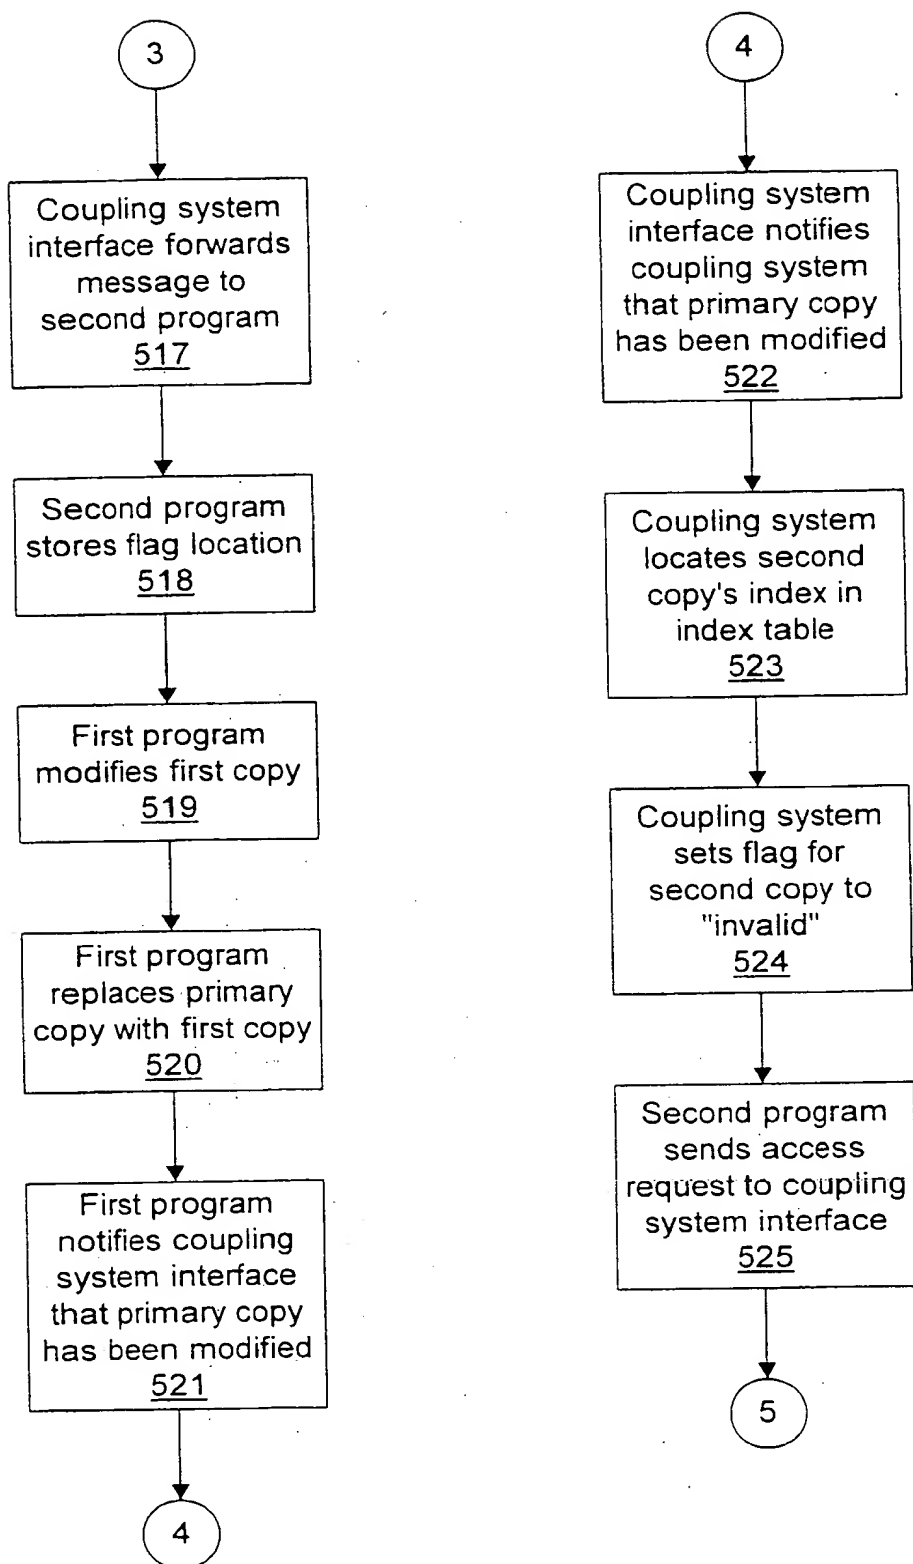 3
Coupling system
interface forwards
message to
second program
517
Second program
stores flag location
518
First program
modifies first copy
519
First program
replaces primary
copy with first copy
520
First program
notifies coupling
system interface
that primary copy
has been modified
521
4
4
Coupling system
interface notifies
coupling system
that primary copy
has been modified
522
Coupling system
locates second
copy's index in
index table
523
Coupling system
sets flag for
second copy to
"invalid"
524
Second program
sends access
request to coupling
system interface
525
5